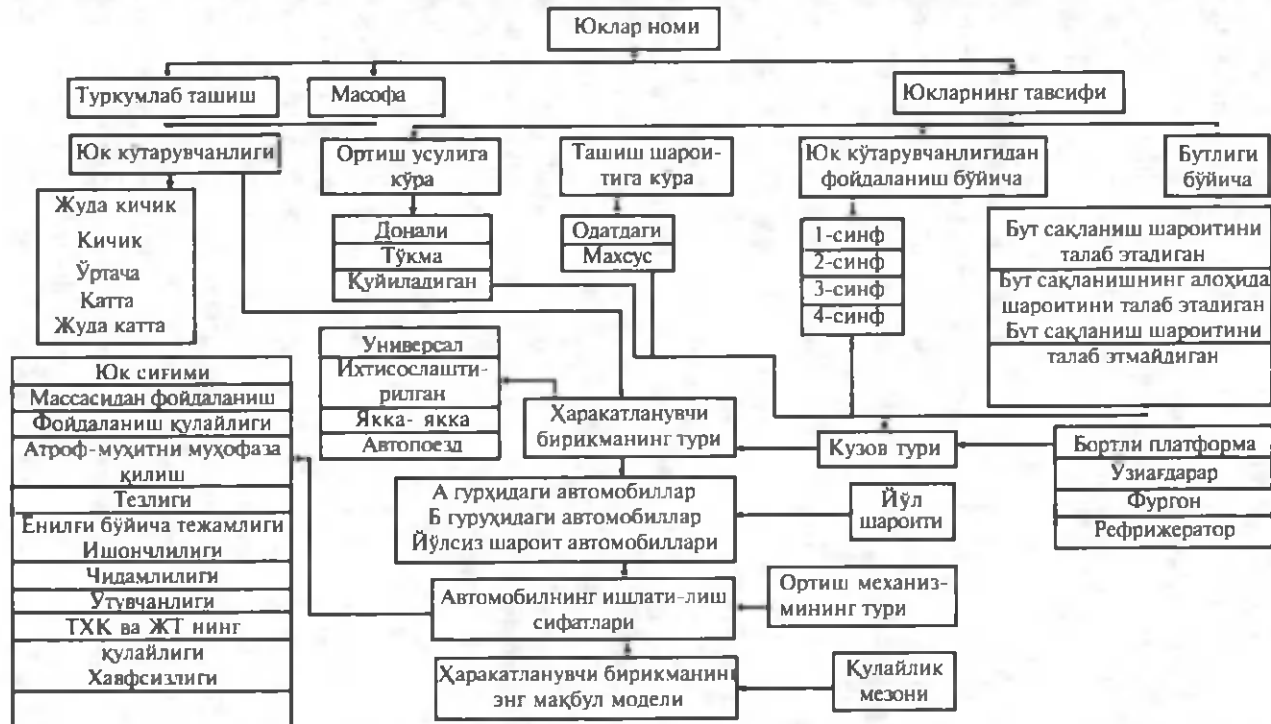 Юклар номи
Туркумлаб ташиш
Масофа
Юкларнинг тавсифи
Юк кўтарувчанлиги
Ортиш усулига
кўра
Ташиш шарои-
тига кўра
Юк кўтарувчанлигидан
фойдаланиш бўйича
Бутлиги
бўйича
Жуда кичик
Кичик
Ўртача
Катта
Жуда катта
Донали
Тўкма
Қуйиладиган
Одатдаги
Махсус
1-синф
2-синф
3-синф
4-синф
Бут сақланиш шароитини
талаб этадиган
Бут сақланишнинг алоҳида
шароитини талаб этадиган
Бут сақланиш шароитини
талаб этмайдиган
Универсал
Ихтисослашти-
рилган
Якка- якка
Автопоезд
Юк сиғими
Массасидан фойдаланиш
Фойдаланиш қулайлиги
Атроф-муҳитни муҳофаза
қилиш
Тезлиги
Ёнилғи бўйича тежамлиги
Ишончлилиги
Чидамлилиги
Утувчанлиги
ТХК ва ЖТ нинг
қулайлиги
Хавфсизлиги
Ҳаракатланувчи
бирикманинг тури
Кузов тури
Бортли платформа
Узиағдарар
Фургон
Рефрижератор
А гурҳидаги автомобиллар
Б гуруҳидаги автомобиллар
Йўлсиз шароит автомобиллари
Йўл
шароити
Автомобилнинг ишлати-лиш
сифатлари
Ортиш механиз-
мининг тури
Ҳаракатланувчи бирикманинг
энг мақбул модели
Қулайлик
мезони